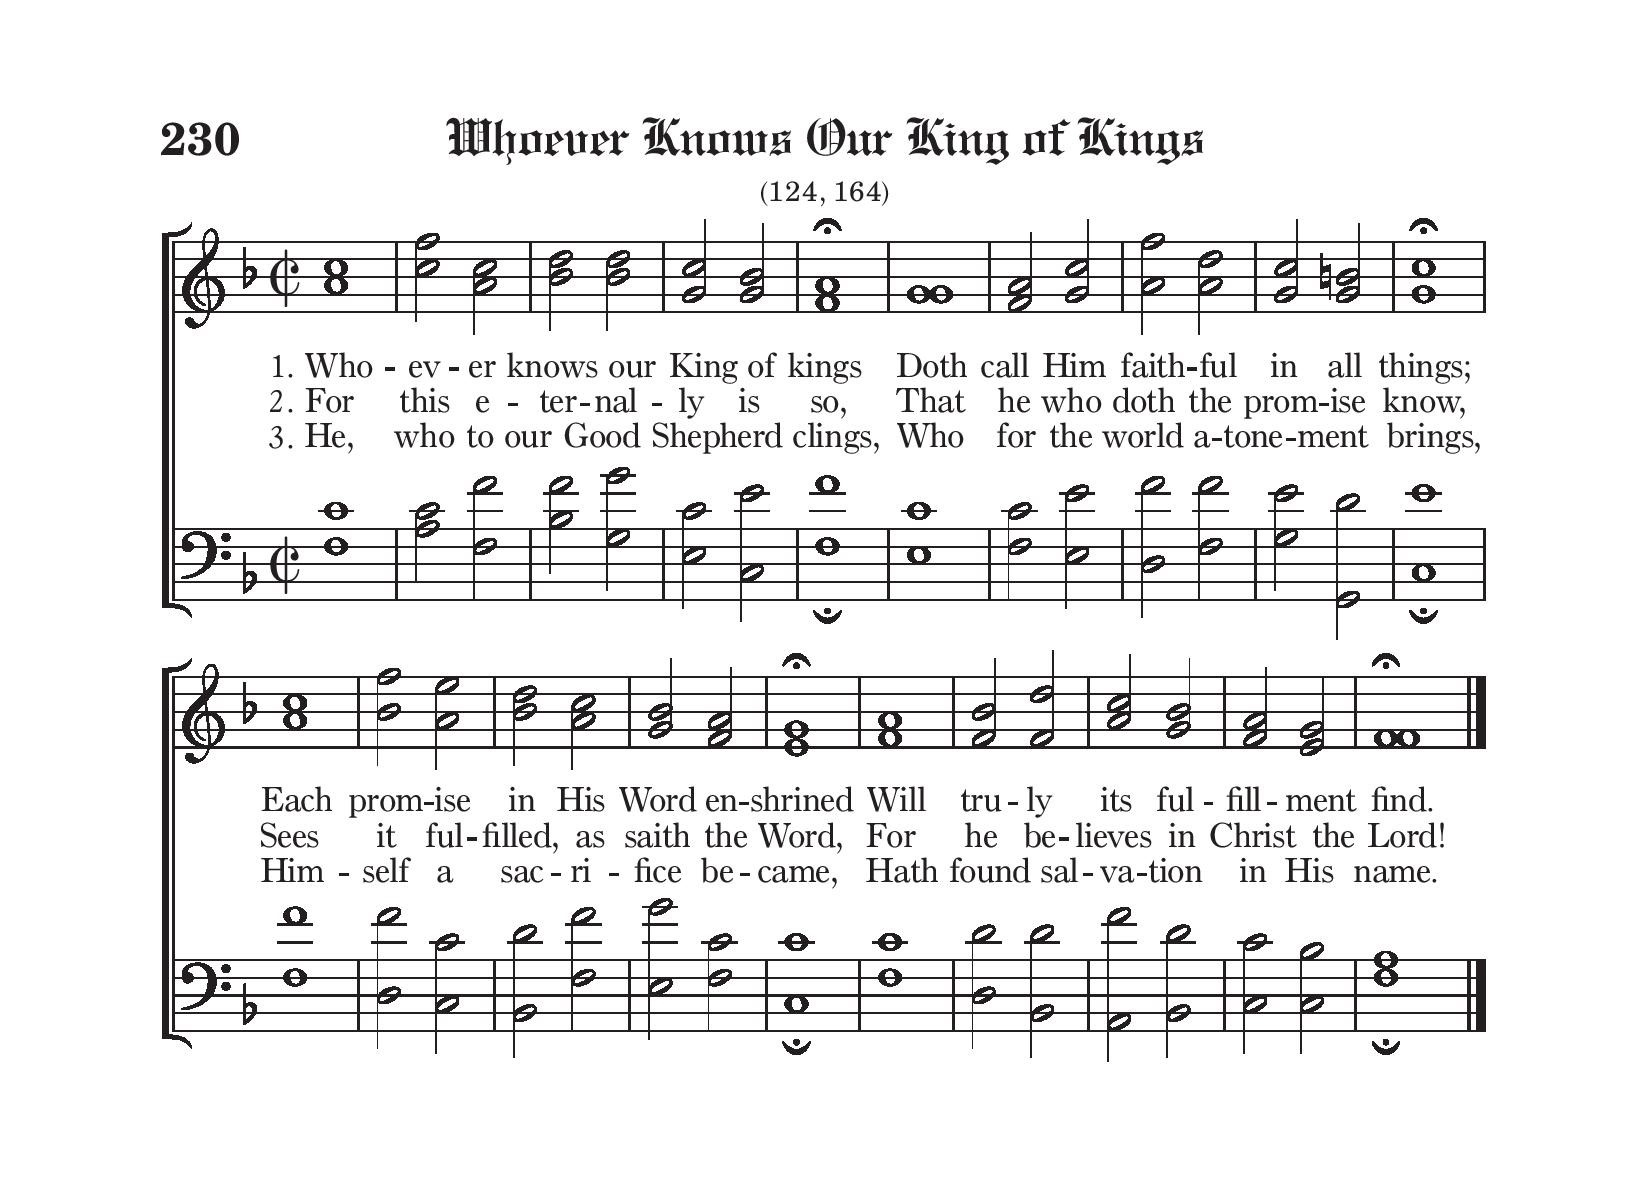 230 Whoever Knows Our King of Kings
(124, 164)
1. Who - ev - er knows our King of kings Doth call Him faith-ful in all things;
2. For this e - ter-nal - ly is so, That he who doth the prom-ise know,
3. He, who to our Good Shepherd clings, Who for the world a-tone-ment brings,
Each prom-ise in His Word en-shrined Will tru - ly its ful - fill - ment find.
Sees it ful-filled, as saith the Word, For he be - lieves in Christ the Lord!
Him - self a sac - ri - fice be - came, Hath found sal - va-tion in His name.